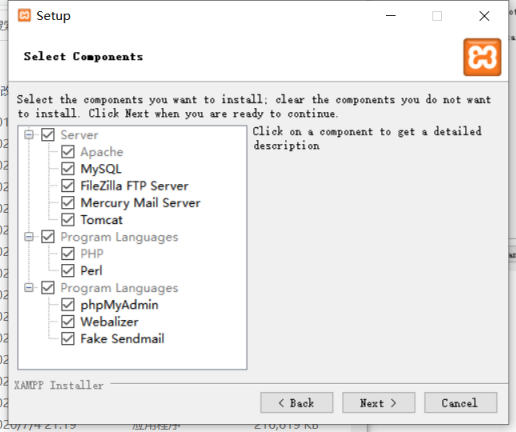 Setup
Select Components
Select the components you want to install; clear the components you do not want
to install. Click Next when you are ready to continue.
Server
Apache
MySQL
FileZilla FTP Server
Mercury Mail Server
Tomcat
Program Languages
PHP
Perl
Program Languages
phpMyAdmin
Webalizer
Fake Sendmail
Click on a component to get a detailed
description
XAMPP Installer
< Back
Next >
Cancel